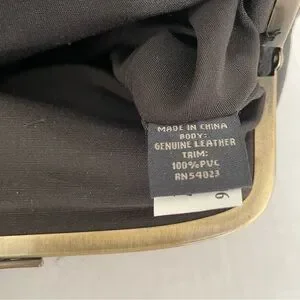 MADE IN CHINA
BODY:
GENUINE LEATHER
TRIM:
100% PVC
RN54023